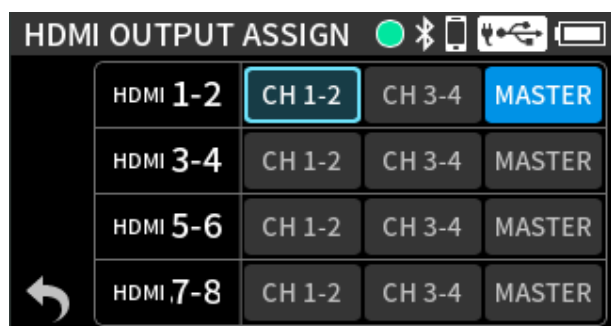 HDMI OUTPUT ASSIGN
HDMI 1-2 CH 1-2 CH 3-4 MASTER
HDMI 3-4 CH 1-2 CH 3-4 MASTER
HDMI 5-6 CH 1-2 CH 3-4 MASTER
HDMI 7-8 CH 1-2 CH 3-4 MASTER